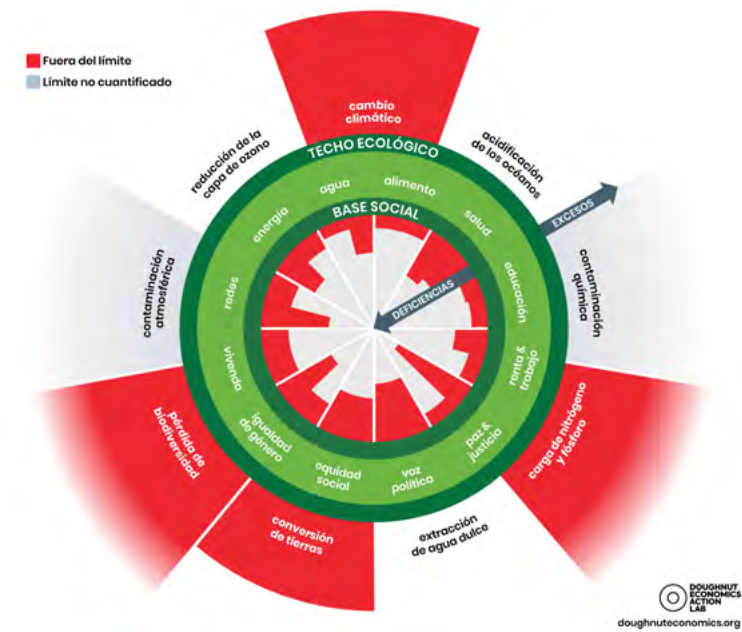 Fuera del límite
Límite no cuantificado
cambio
climático
reducción de la
capa de ozono
acidificación
de los océanos
TECHO ECOLÓGICO
agua
alimento
energía
salud
BASE SOCIAL
EXCESOS
DEFICIENCIAS
contaminación
atmosférica
redes
educación
contaminación
química
vivenda
renta &
trabajo
igualdad
de género
paz &
justicia
equidad
social
voz
política
pérdida de
biodiversidad
carga de nitrógeno
y fósforo
conversión
de tierras
extracción
de agua dulce
DOUGHNUT
ECONOMICS
ACTION
LAB
doughnuteconomics.org